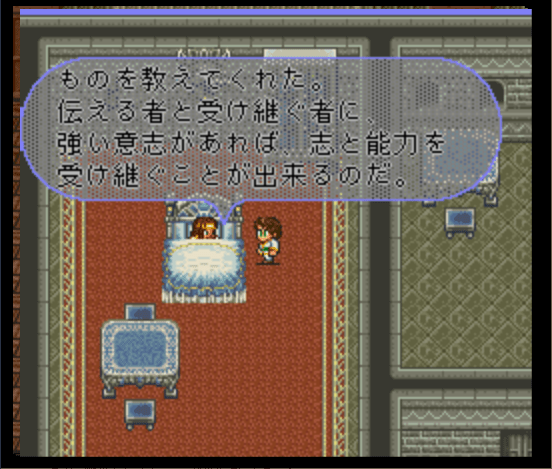 ものを教えてくれた。
伝える者と受け継ぐ者に、
強い意志があれば、志と能力を
受け継ぐことが出来るのだ。